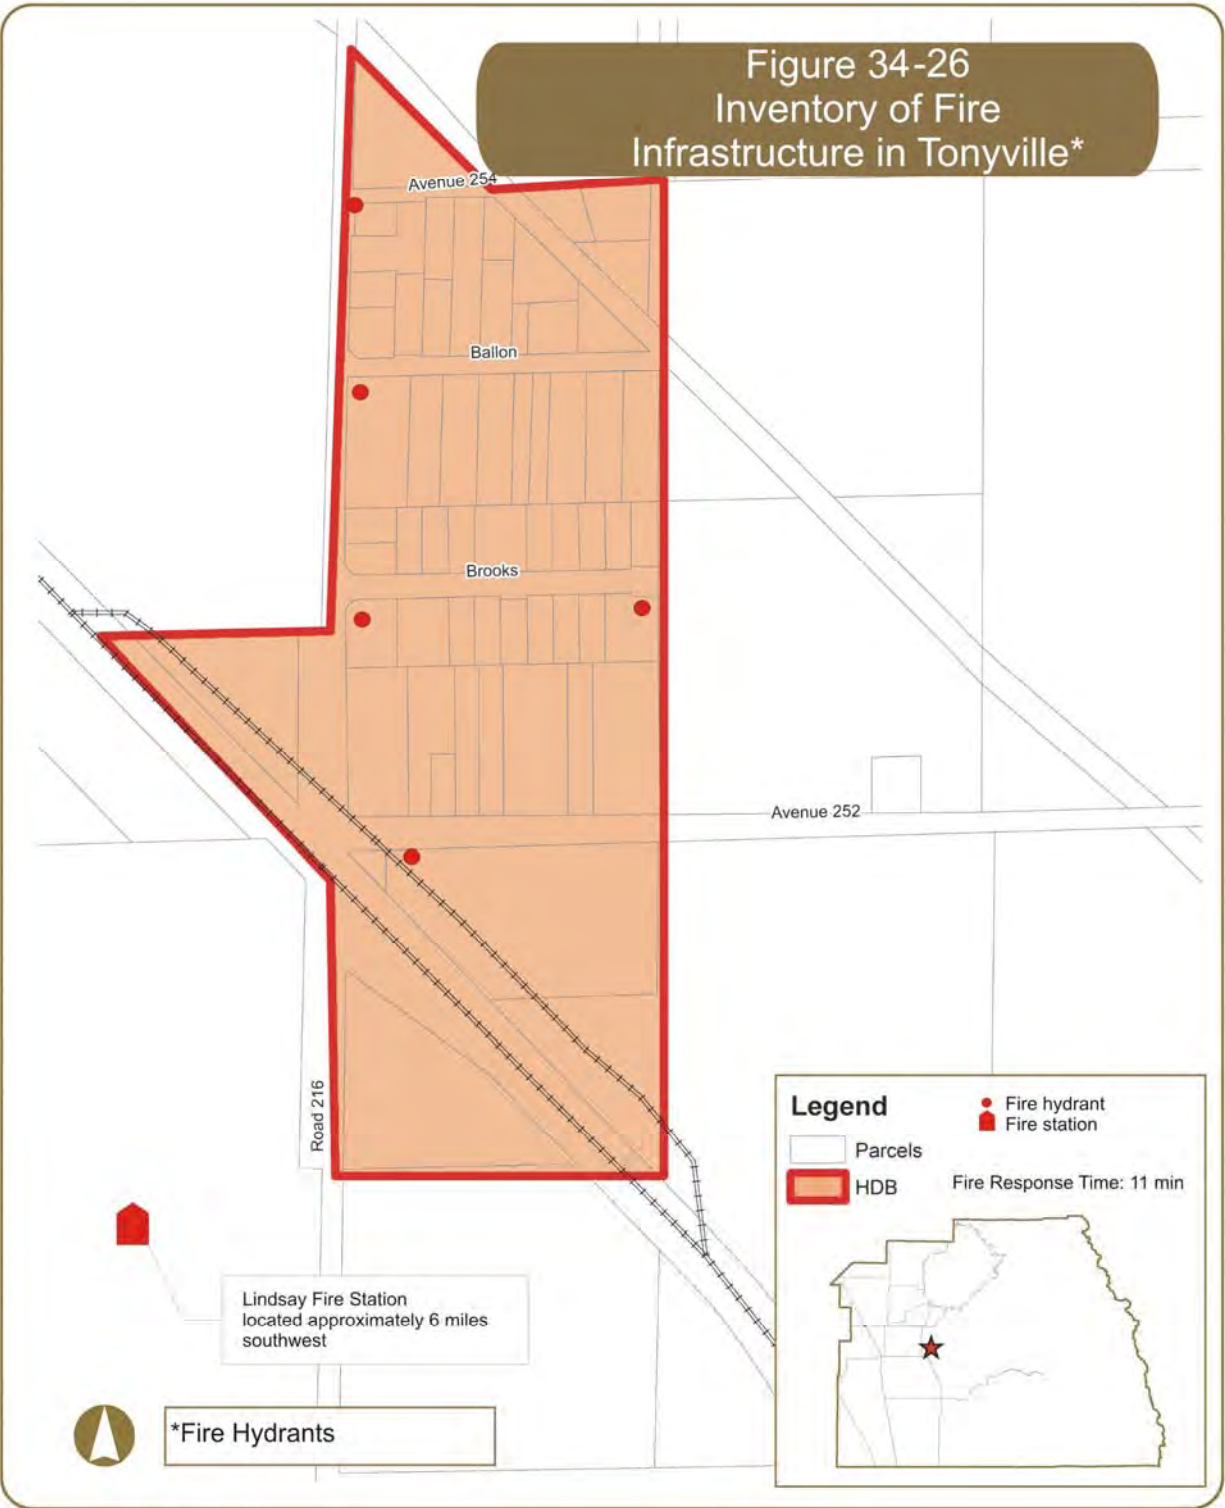 Figure 34-26
Inventory of Fire
Infrastructure in Tonyville*
Avenue 254
Ballon
Brooks
Avenue 252
Road 216
Legend
Fire hydrant
Fire station
Parcels
HDB
Fire Response Time: 11 min
Lindsay Fire Station
located approximately 6 miles
southwest
*Fire Hydrants